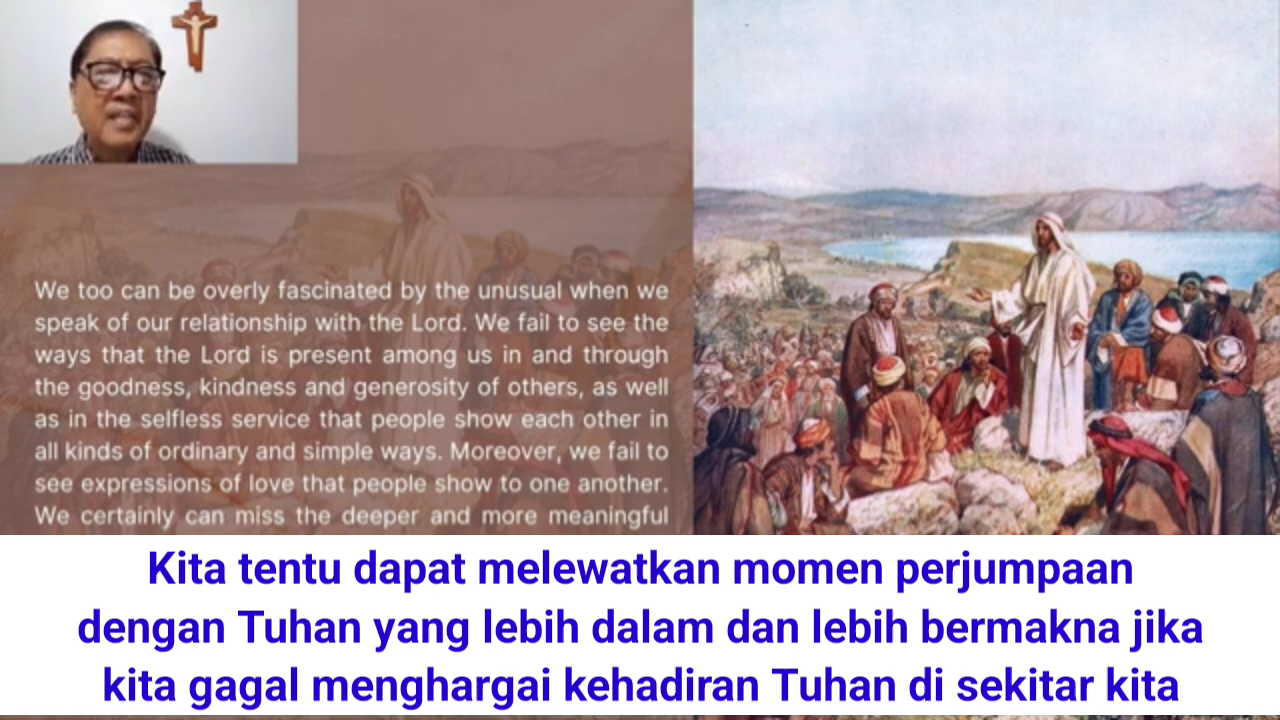 We too can be overly fascinated by the unusual when we
speak of our relationship with the Lord. We fail to see the
ways that the Lord is present among us in and through
the goodness, kindness and generosity of others, as well
as in the selfless service that people show each other in
all kinds of ordinary and simple ways. Moreover, we fail to
see expressions of love that people show to one another.
We certainly can miss the deeper and more meaningful
Kita tentu dapat melewatkan momen perjumpaan
dengan Tuhan yang lebih dalam dan lebih bermakna jika
kita gagal menghargai kehadiran Tuhan di sekitar kita